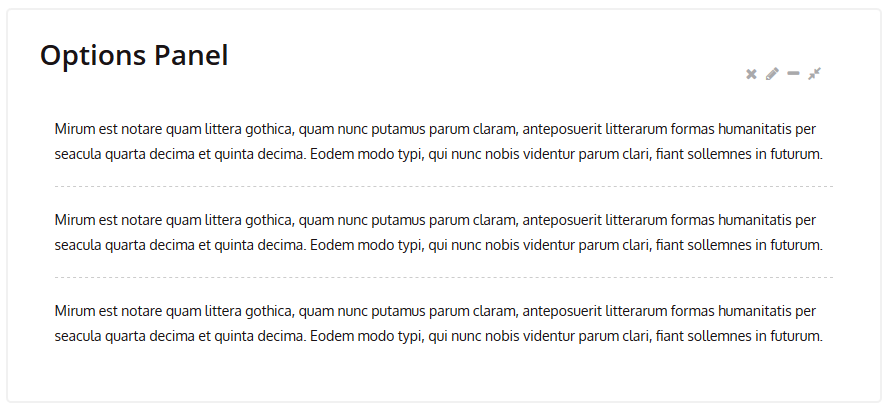 Options Panel
Mirum est notare quam littera gothica, quam nunc putamus parum claram, anteposuerit litterarum formas humanitatis per
seacula quarta decima et quinta decima. Eodem modo typi, qui nunc nobis videntur parum clari, fiant sollemnes in futurum.
Mirum est notare quam littera gothica, quam nunc putamus parum claram, anteposuerit litterarum formas humanitatis per
seacula quarta decima et quinta decima. Eodem modo typi, qui nunc nobis videntur parum clari, fiant sollemnes in futurum.
Mirum est notare quam littera gothica, quam nunc putamus parum claram, anteposuerit litterarum formas humanitatis per
seacula quarta decima et quinta decima. Eodem modo typi, qui nunc nobis videntur parum clari, fiant sollemnes in futurum.